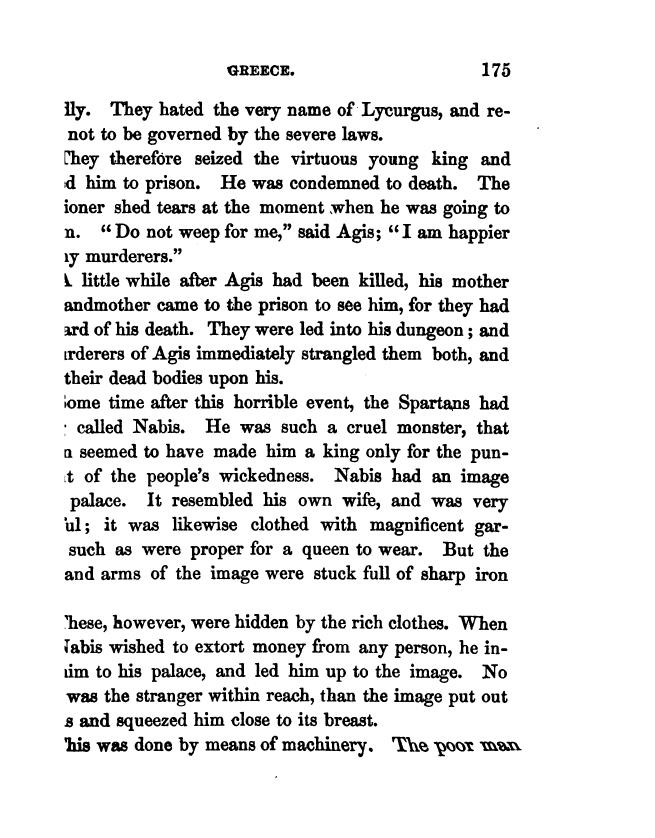 GREECE. 175
lly. They hated the very name of Lycurgus, and re-
not to be governed by the severe laws.
They therefore seized the virtuous young king and
d him to prison. He was condemned to death. The
ioner shed tears at the moment when he was going to
n. “Do not weep for me,” said Agis; “I am happier
y murderers.”
A little while after Agis had been killed, his mother
andmother came to the prison to see him, for they had
ard of his death. They were led into his dungeon; and
rderers of Agis immediately strangled them both, and
their dead bodies upon his.
ome time after this horrible event, the Spartans had
called Nabis. He was such a cruel monster, that
n seemed to have made him a king only for the pun-
t of the people’s wickedness. Nabis had an image
palace. It resembled his own wife, and was very
ul; it was likewise clothed with magnificent gar-
such as were proper for a queen to wear. But the
and arms of the image were stuck full of sharp iron
hese, however, were hidden by the rich clothes. When
Nabis wished to extort money from any person, he in-
him to his palace, and led him up to the image. No
was the stranger within reach, than the image put out
s and squeezed him close to its breast.
his was done by means of machinery. The poor man